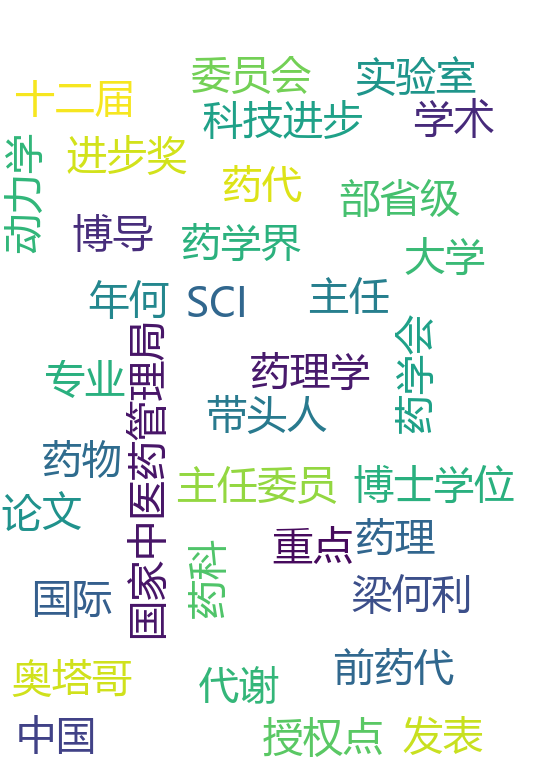 委员会
实验室
十二届
科技进步
学术
动力学
进步奖
药代
部省级
博导
药学界
大学
年何
SCI
主任
国家中医药管理局
药学会
专业
药理学
带头人
药物
主任委员
博士学位
论文
重点
药理
药科
国际
梁何利
奥塔哥
代谢
前药代
中国
授权点
发表